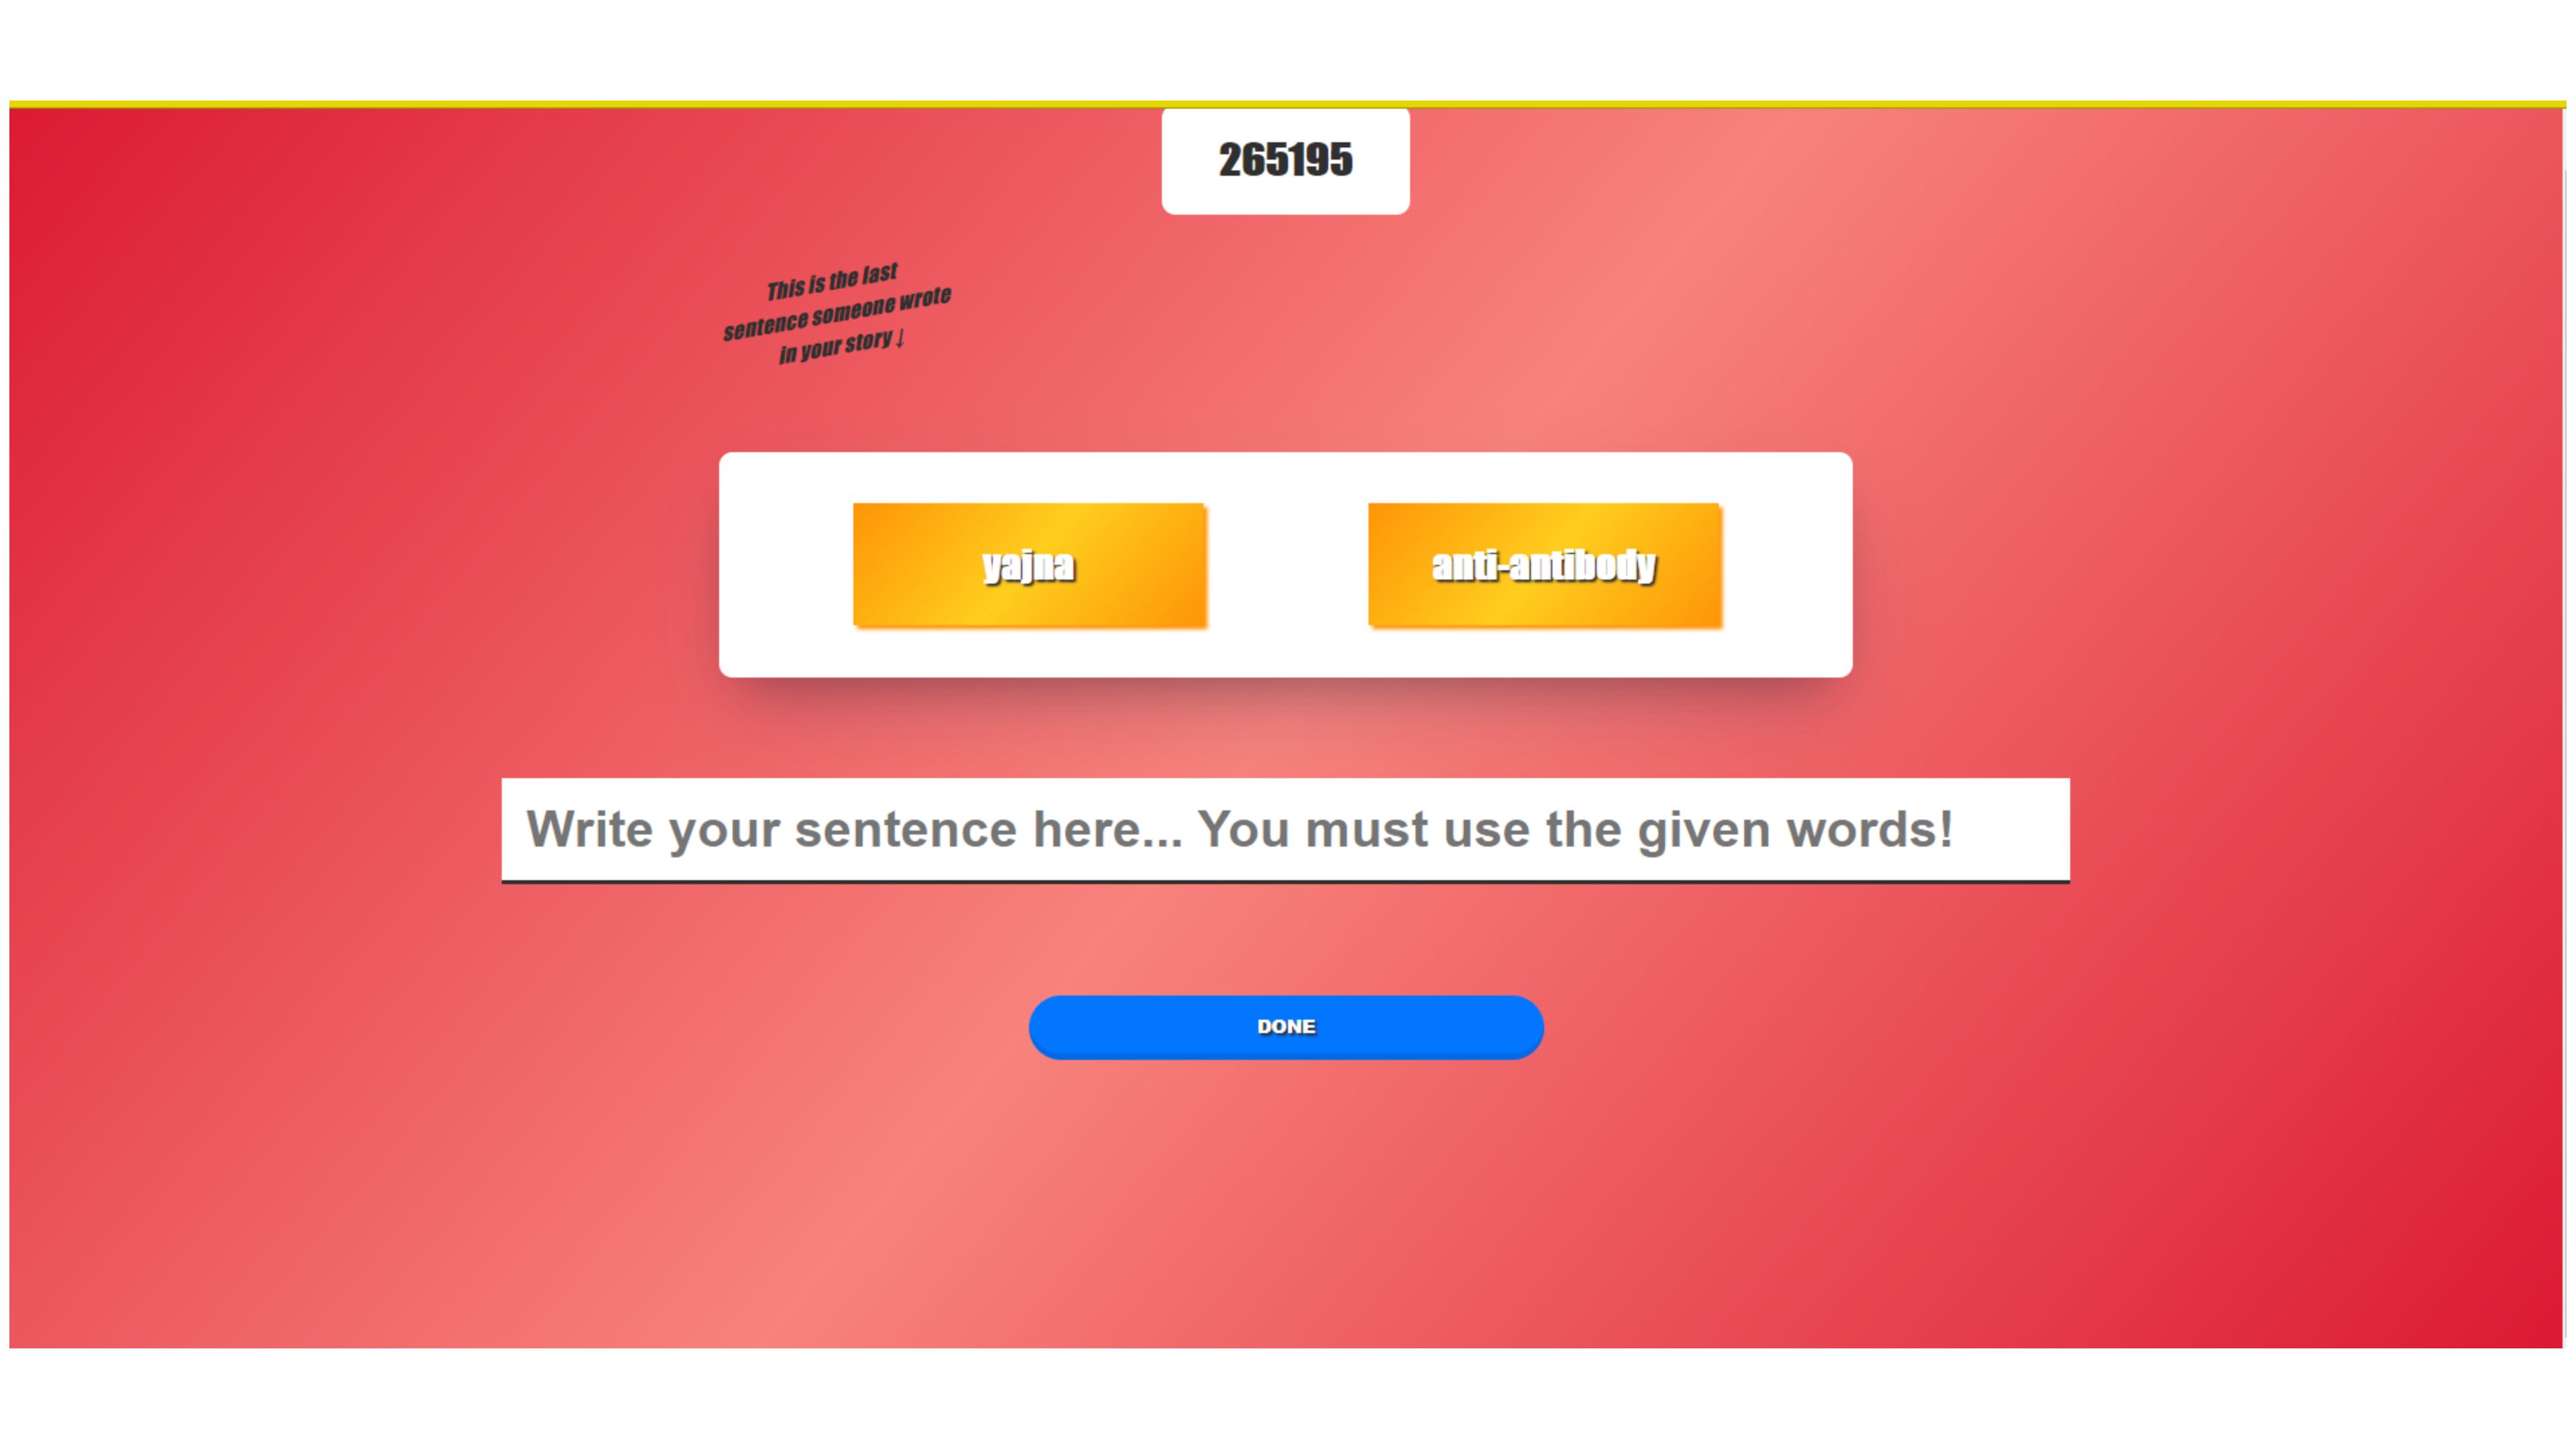 265195
This is the last
sentence someone wrote
in your story ↓
yajna
anti-antibody
Write your sentence here... You must use the given words!
DONE